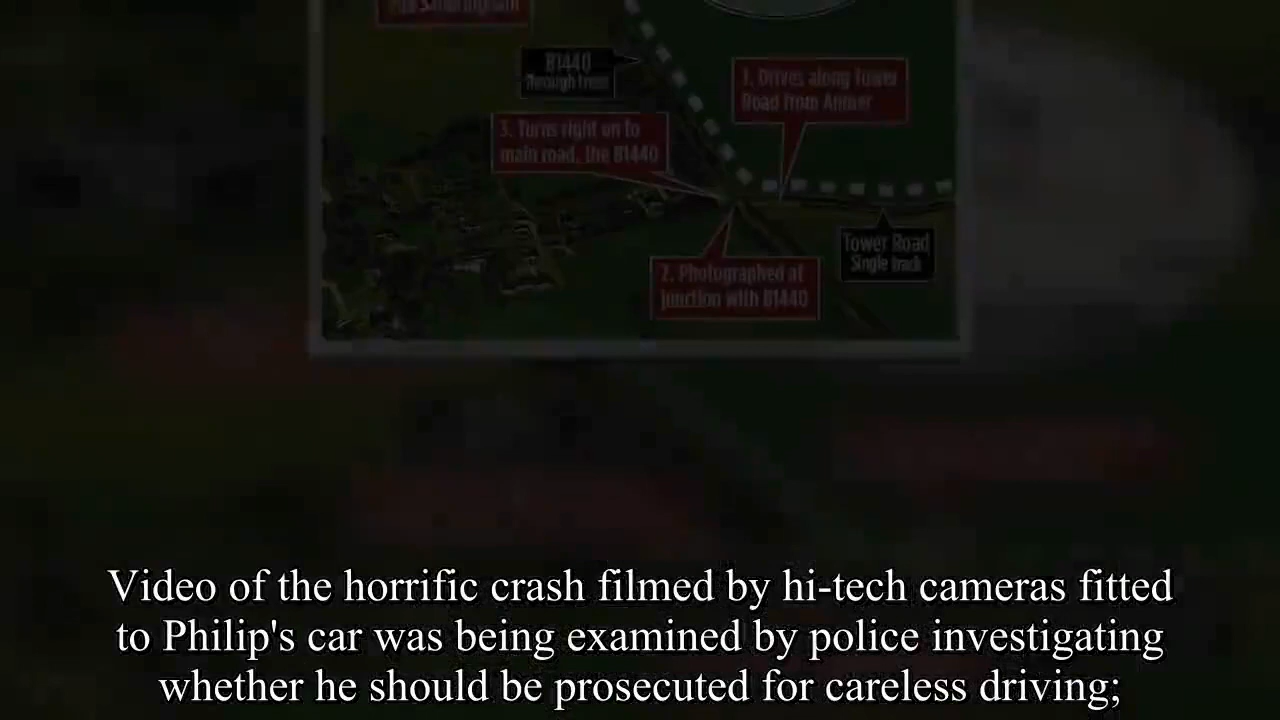 Sandringham
B1440
Through from
1. Drives along Tower
Road from Anmer
3. Turns right on to
main road, the B1440
Tower Road
Single track
2. Photographed at
junction with B1440
Video of the horrific crash filmed by hi-tech cameras fitted
to Philip's car was being examined by police investigating
whether he should be prosecuted for careless driving;